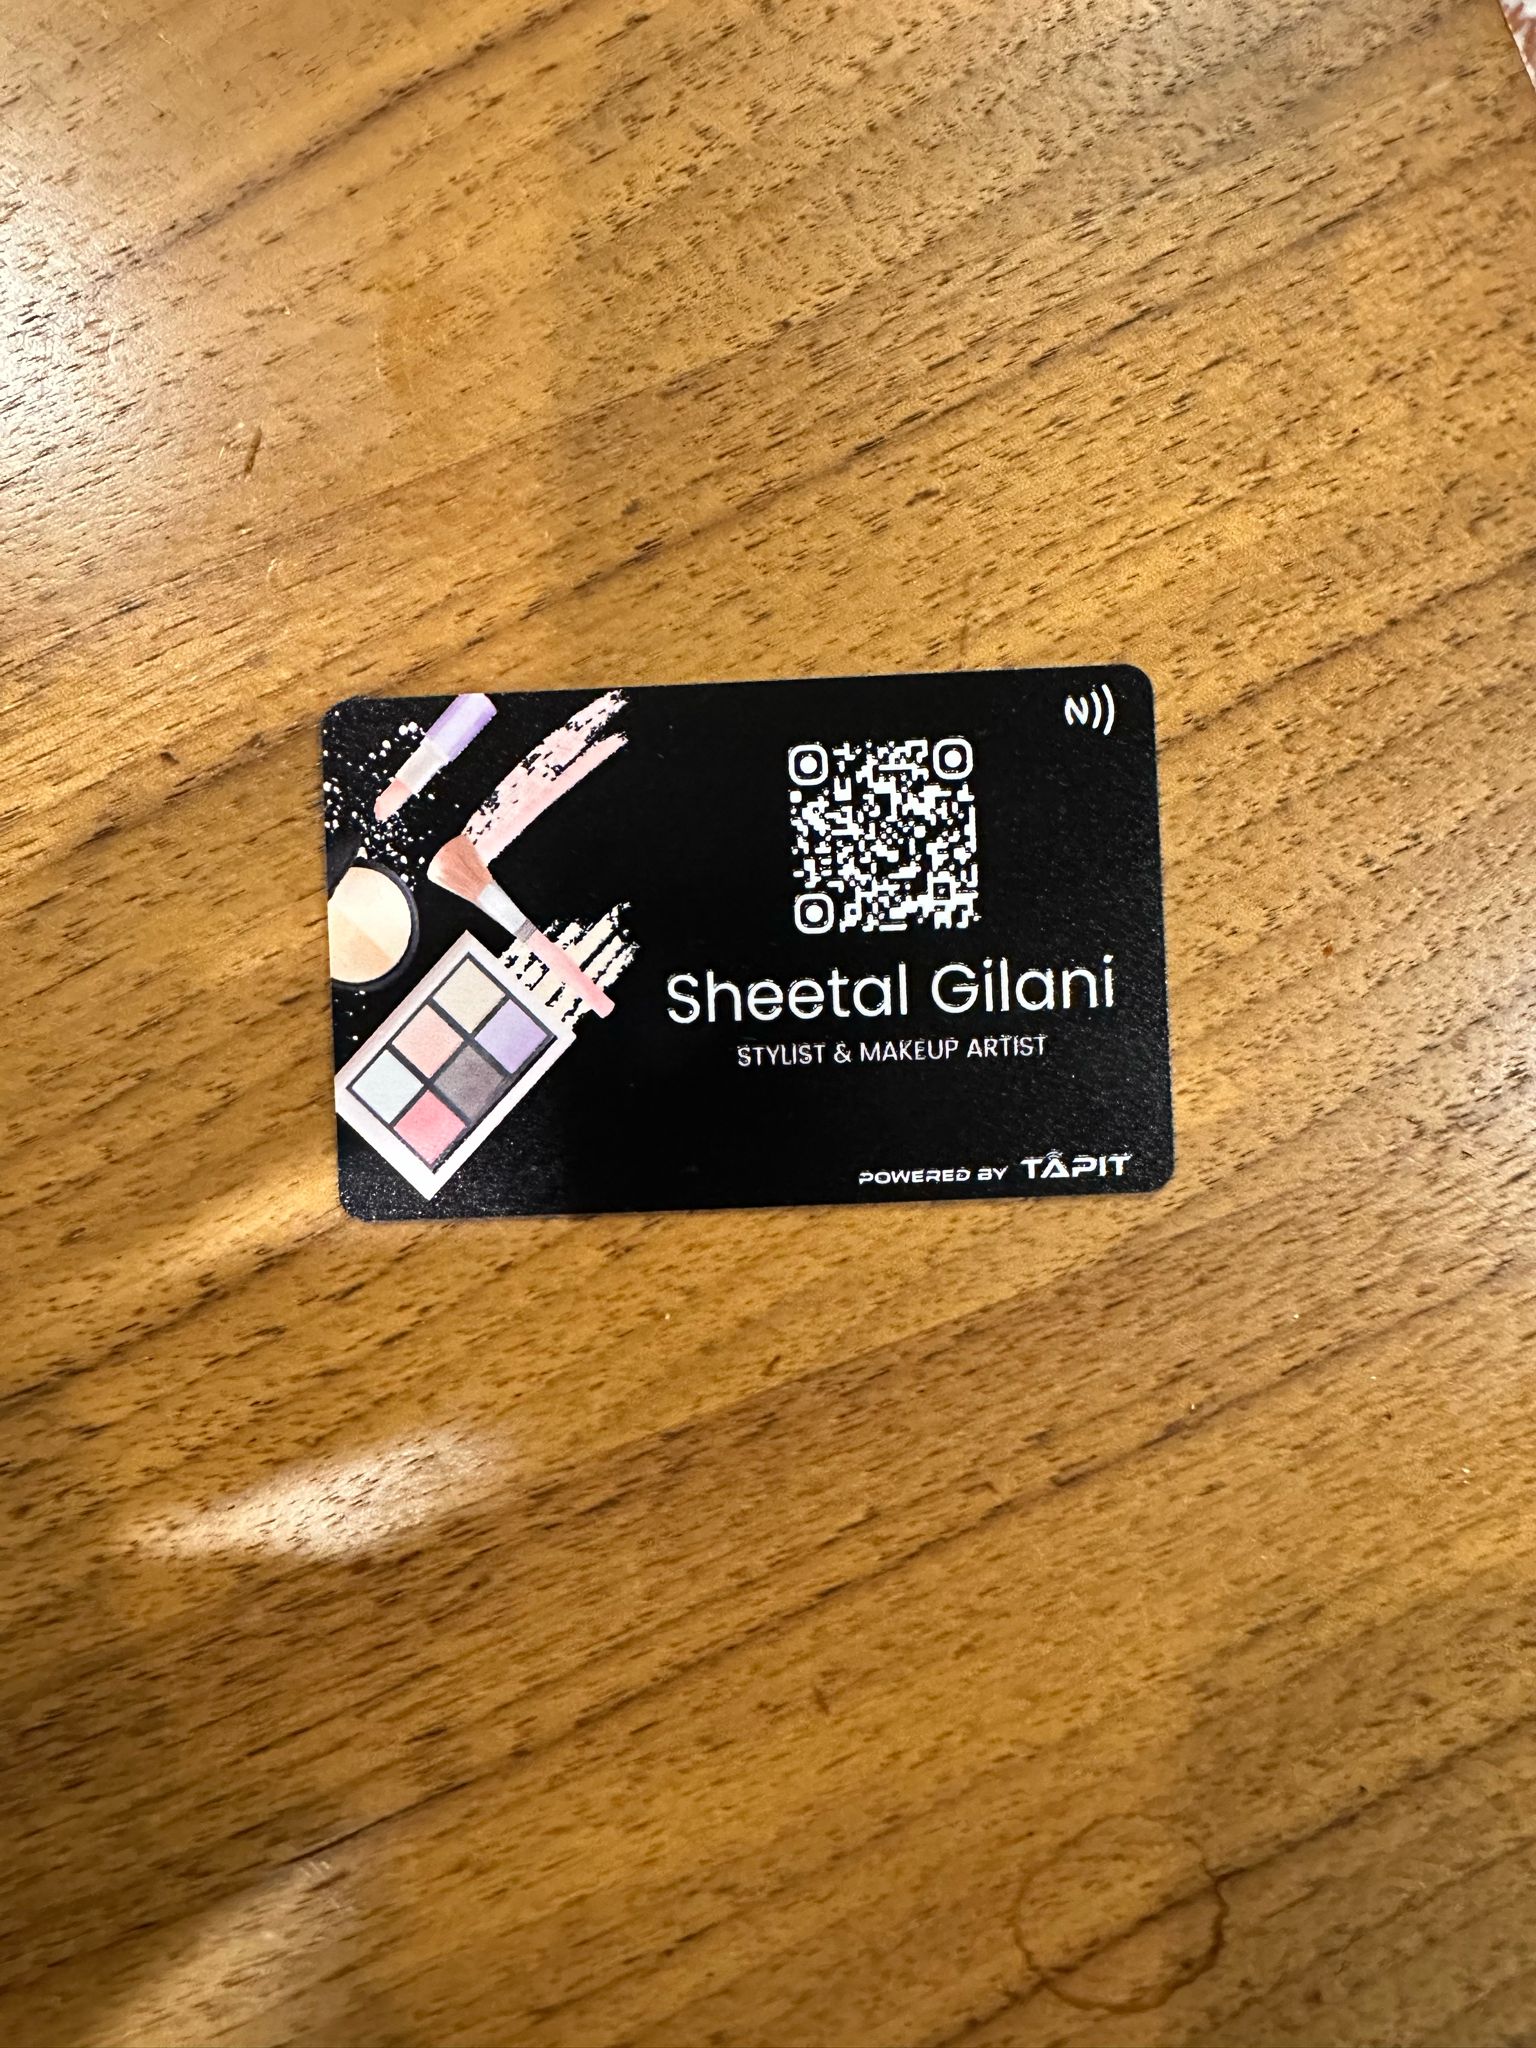 Sheetal Gilani
STYLIST & MAKEUP ARTIST
POWERED BY TAPIT